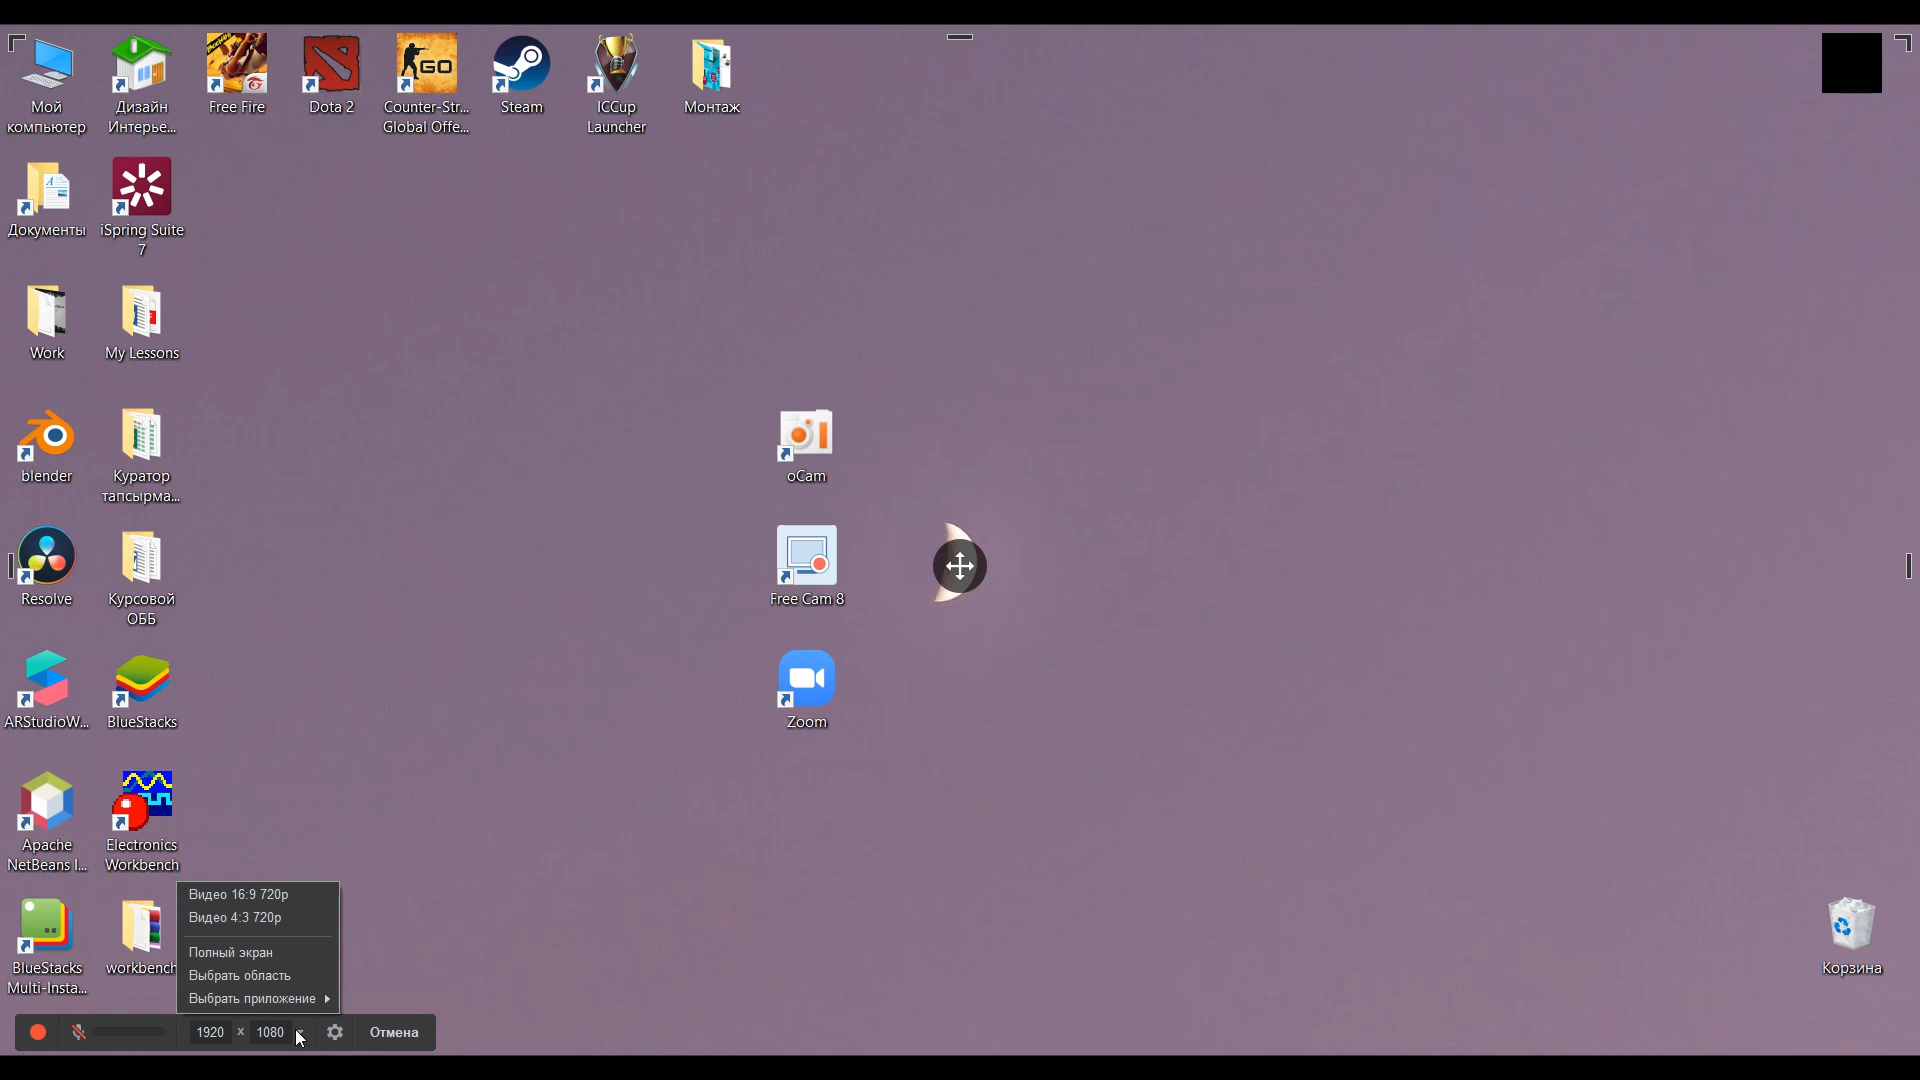 Мой
компьютер
Дизайн
Интерье...
Free Fire
Dota 2
Counter-Str...
Global Offe...
GO
Steam
ICCup
Launcher
Монтаж
Документы
iSpring Suite
7
Work
My Lessons
blender
Куратор
тапсырма...
oCam
Resolve
Курсовой
ОББ
Free Cam 8
ARStudioW...
BlueStacks
Zoom
Apache
NetBeans I...
Electronics
Workbench
BlueStacks
Multi-Insta...
workbench
Корзина
Видео 16:9 720p
Видео 4:3 720p
Полный экран
Выбрать область
Выбрать приложение
1920 x 1080
Отмена